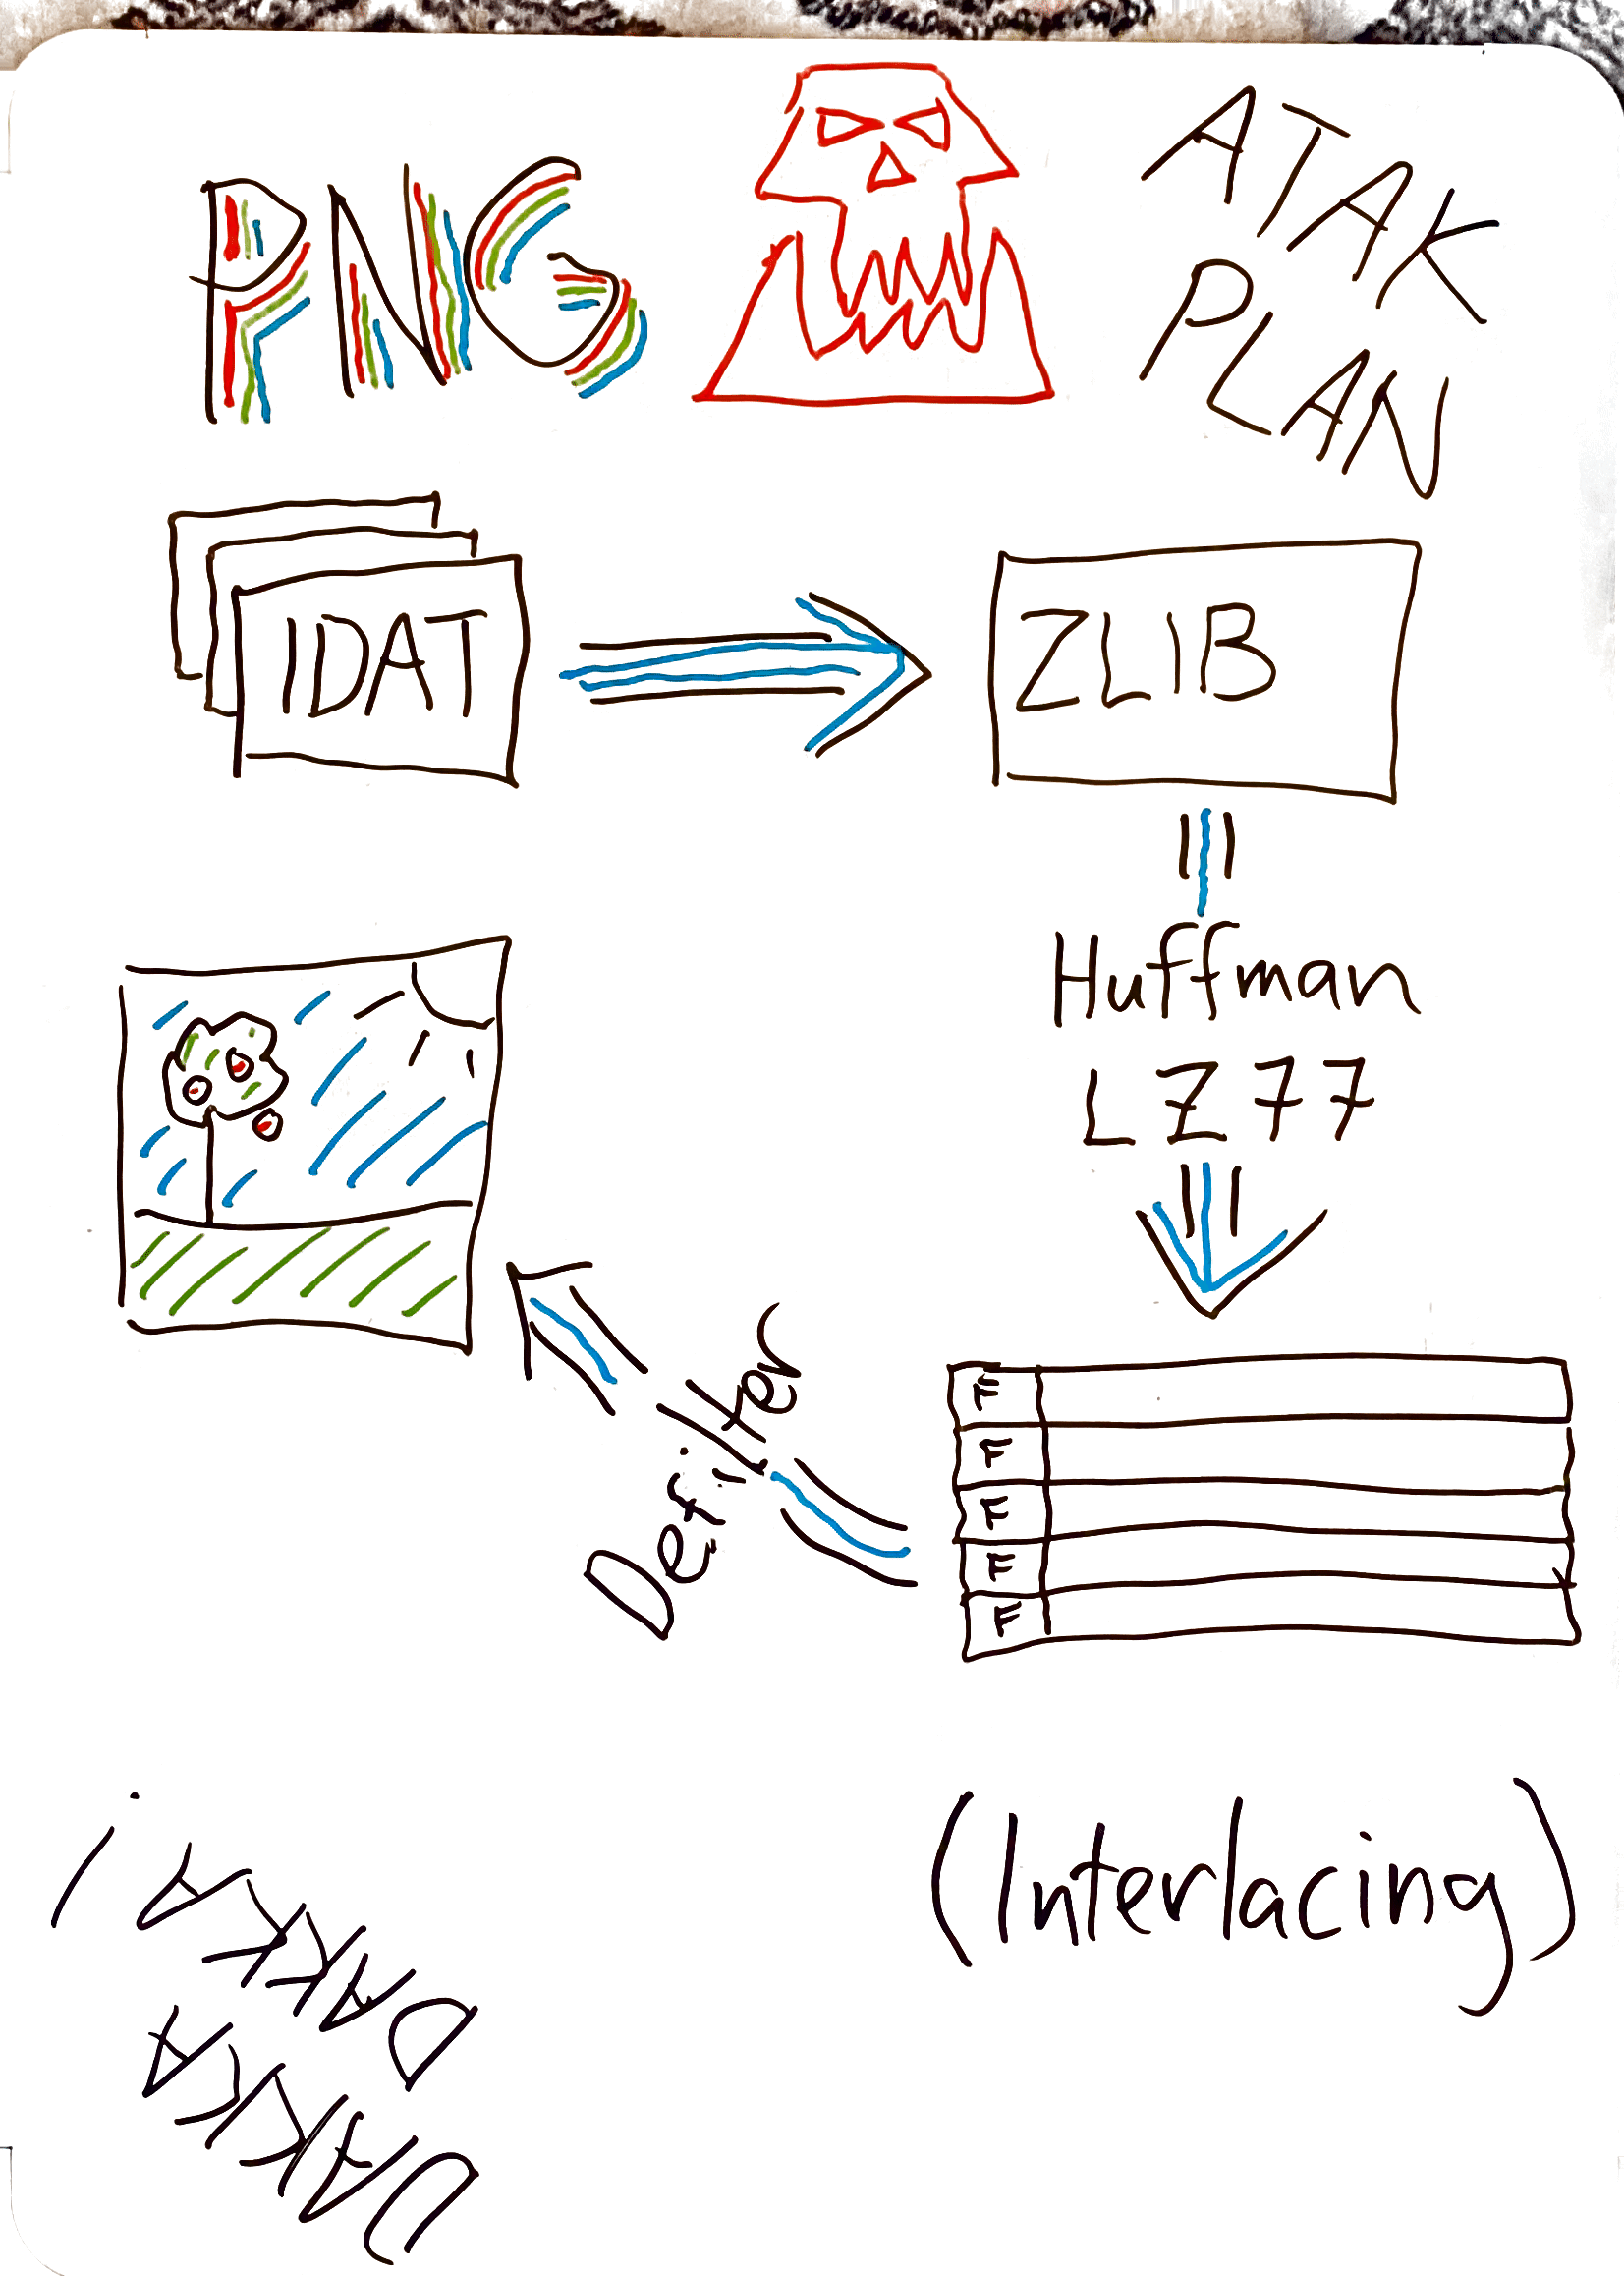 PNG
ATAK
PLAN
IDAT
ZLIB
Huffman
LZ77
F
F
F
F
F
Defilter
(Interlacing)
DAKKA
DAKKA!